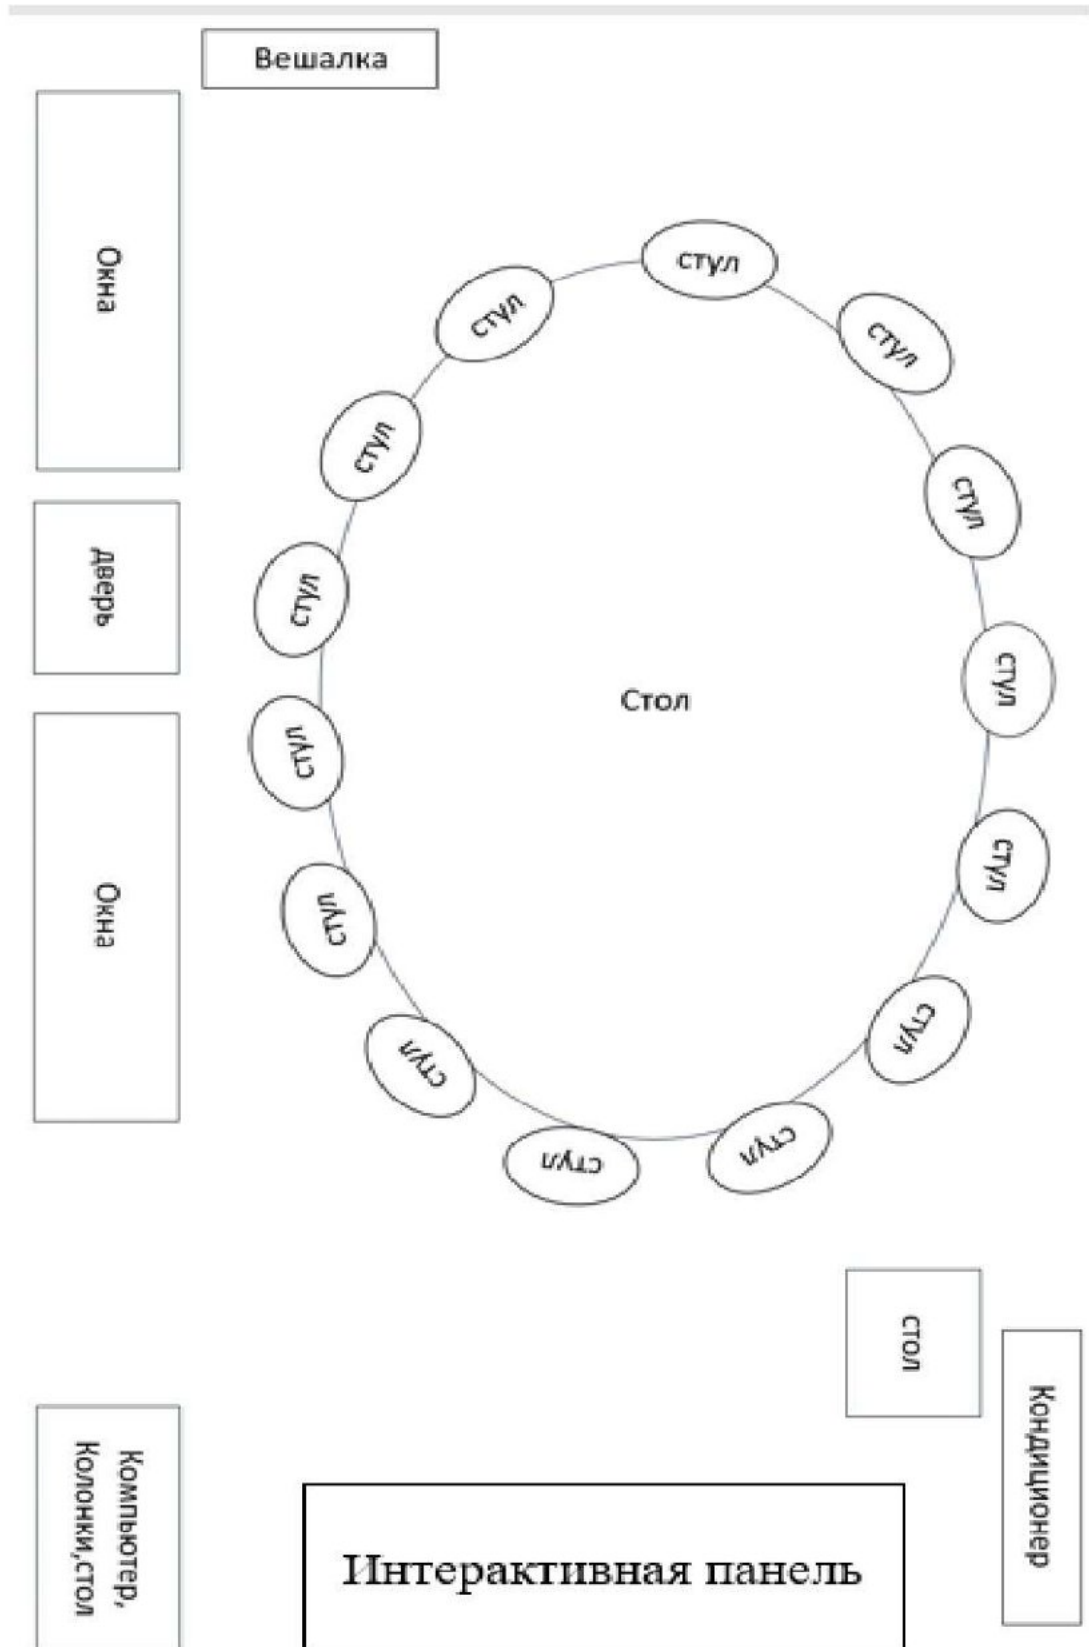 Вешалка
Окна
стул
стул
стул
стул
стул
дверь
стул
стул
Стол
стул
стул
Окна
стул
стул
стул
стул
стул
стол
Кондиционер
Компьютер,
Колонки,стол
Интерактивная панель